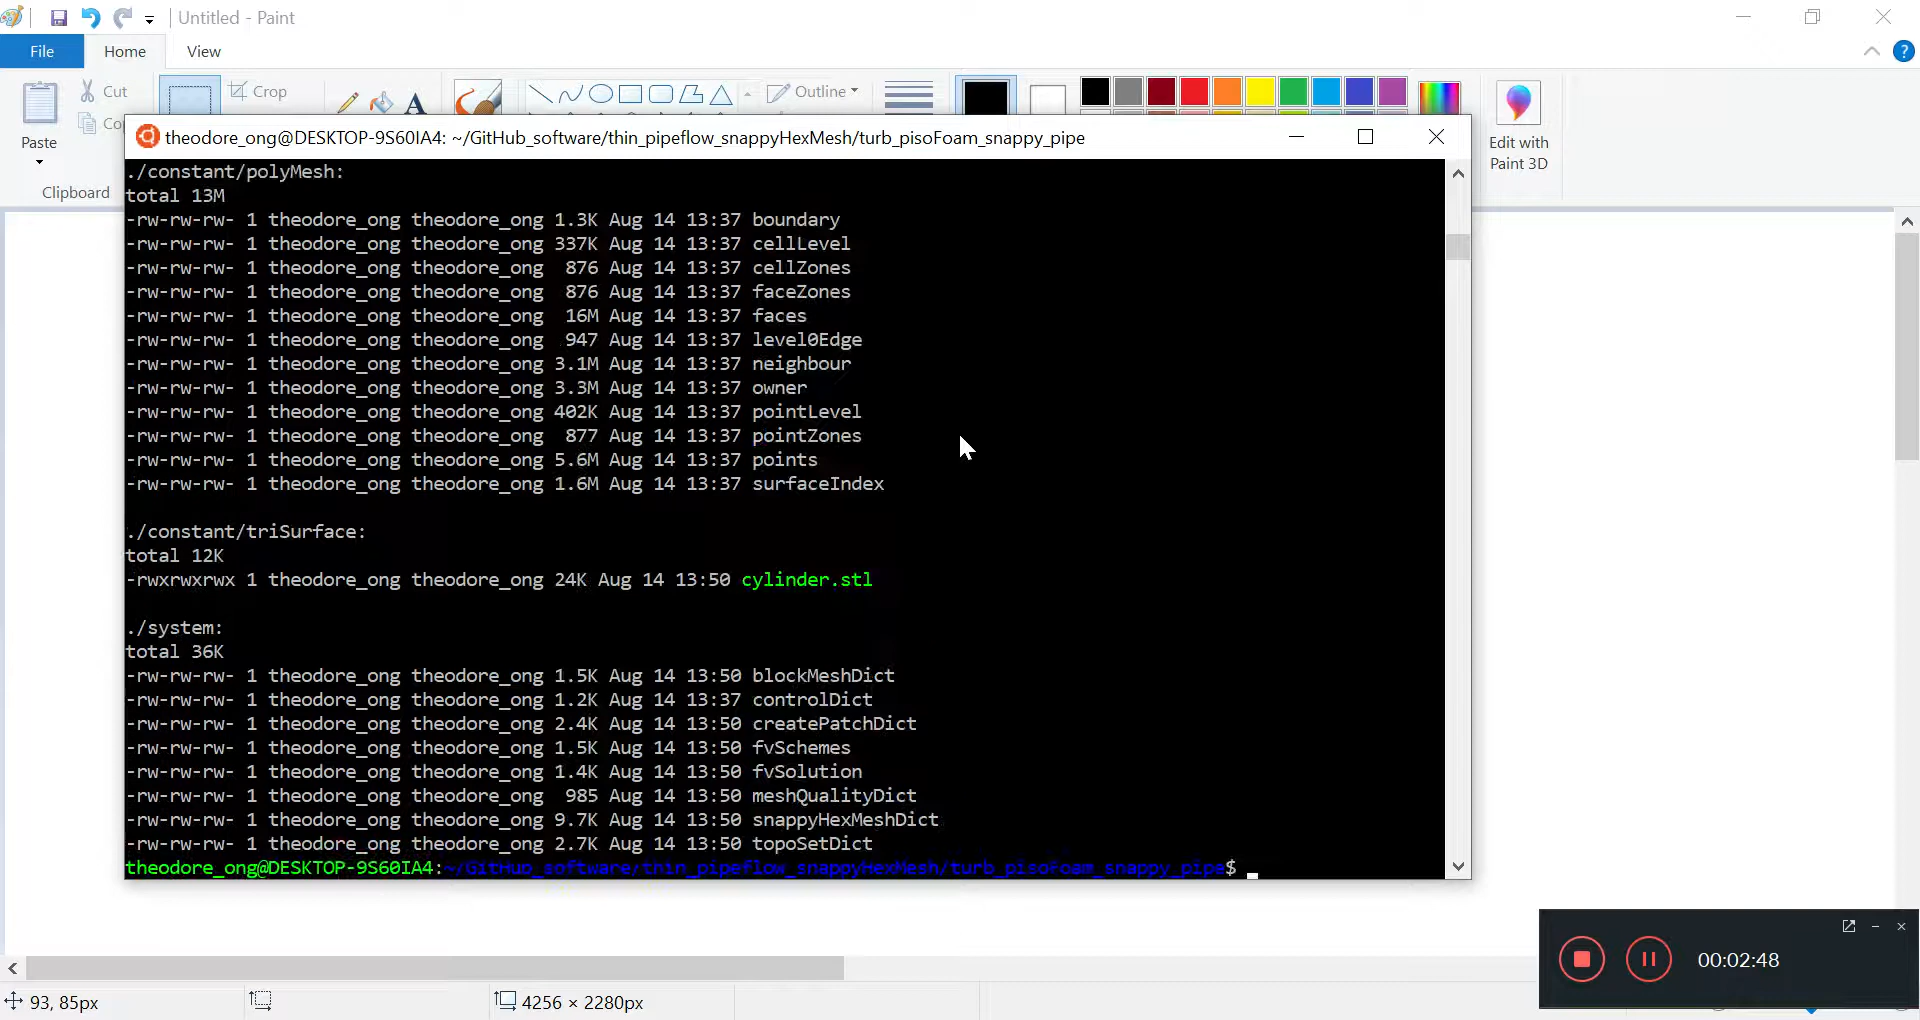 Untitled - Paint
File
Home
View
Paste
Cut
Co
Clipboard
Crop
A
Outline
Edit with
Paint 3D
?
theodore_ong@DESKTOP-9S60IA4: ~/GitHub_software/thin_pipeflow_snappyHexMesh/turb_pisoFoam_snappy_pipe
./constant/polyMesh:
total 13M
-rw-rw-rw- 1 theodore_ong theodore_ong 1.3K Aug 14 13:37 boundary
-rw-rw-rw- 1 theodore_ong theodore_ong 337K Aug 14 13:37 cellLevel
-rw-rw-rw- 1 theodore_ong theodore_ong  876 Aug 14 13:37 cellZones
-rw-rw-rw- 1 theodore_ong theodore_ong  876 Aug 14 13:37 faceZones
-rw-rw-rw- 1 theodore_ong theodore_ong  16M Aug 14 13:37 faces
-rw-rw-rw- 1 theodore_ong theodore_ong  947 Aug 14 13:37 level0Edge
-rw-rw-rw- 1 theodore_ong theodore_ong 3.1M Aug 14 13:37 neighbour
-rw-rw-rw- 1 theodore_ong theodore_ong 3.3M Aug 14 13:37 owner
-rw-rw-rw- 1 theodore_ong theodore_ong 402K Aug 14 13:37 pointLevel
-rw-rw-rw- 1 theodore_ong theodore_ong  877 Aug 14 13:37 pointZones
-rw-rw-rw- 1 theodore_ong theodore_ong 5.6M Aug 14 13:37 points
-rw-rw-rw- 1 theodore_ong theodore_ong 1.6M Aug 14 13:37 surfaceIndex
./constant/triSurface:
total 12K
-rwxrwxrwx 1 theodore_ong theodore_ong 24K Aug 14 13:50 cylinder.stl
./system:
total 36K
-rw-rw-rw- 1 theodore_ong theodore_ong 1.5K Aug 14 13:50 blockMeshDict
-rw-rw-rw- 1 theodore_ong theodore_ong 1.2K Aug 14 13:37 controlDict
-rw-rw-rw- 1 theodore_ong theodore_ong 2.4K Aug 14 13:50 createPatchDict
-rw-rw-rw- 1 theodore_ong theodore_ong 1.5K Aug 14 13:50 fvSchemes
-rw-rw-rw- 1 theodore_ong theodore_ong 1.4K Aug 14 13:50 fvSolution
-rw-rw-rw- 1 theodore_ong theodore_ong  985 Aug 14 13:50 meshQualityDict
-rw-rw-rw- 1 theodore_ong theodore_ong 9.7K Aug 14 13:50 snappyHexMeshDict
-rw-rw-rw- 1 theodore_ong theodore_ong 2.7K Aug 14 13:50 topoSetDict
theodore_ong@DESKTOP-9S60IA4:~/GitHub_software/thin_pipeflow_snappyHexMesh/turb_pisoFoam_snappy_pipe$
00:02:48
93, 85px
4256 × 2280px